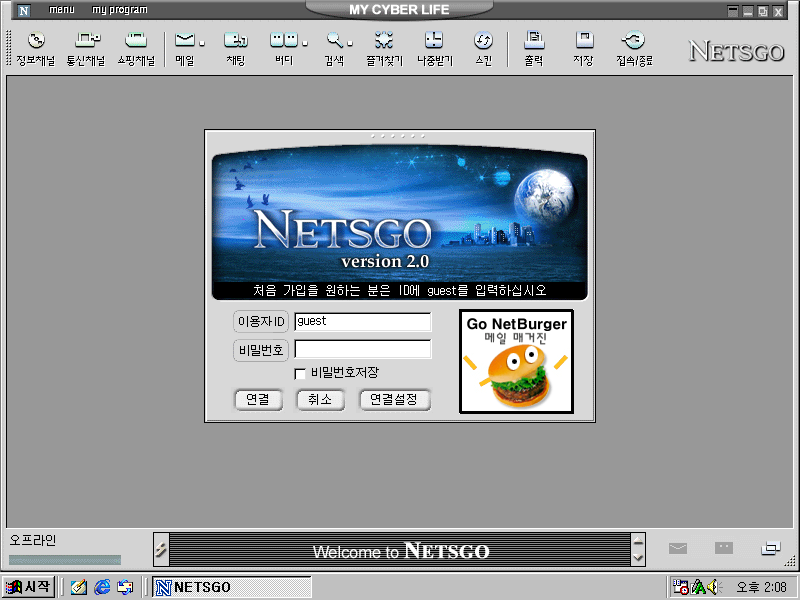 N menu my program MY CYBER LIFE
정보채널 통신채널 쇼핑채널 메일 채팅 버디 검색 즐겨찾기 나중받기 스킨 출력 저장 접속/종료 NETSGO
NETSGO
version 2.0
처음 가입을 원하는 분은 ID에 guest를 입력하십시오
이용자ID guest
비밀번호
비밀번호저장
연결 취소 연결설정
Go NetBurger
메일 매거진
오프라인
Welcome to NETSGO
시작 NETSGO 오후 2:08